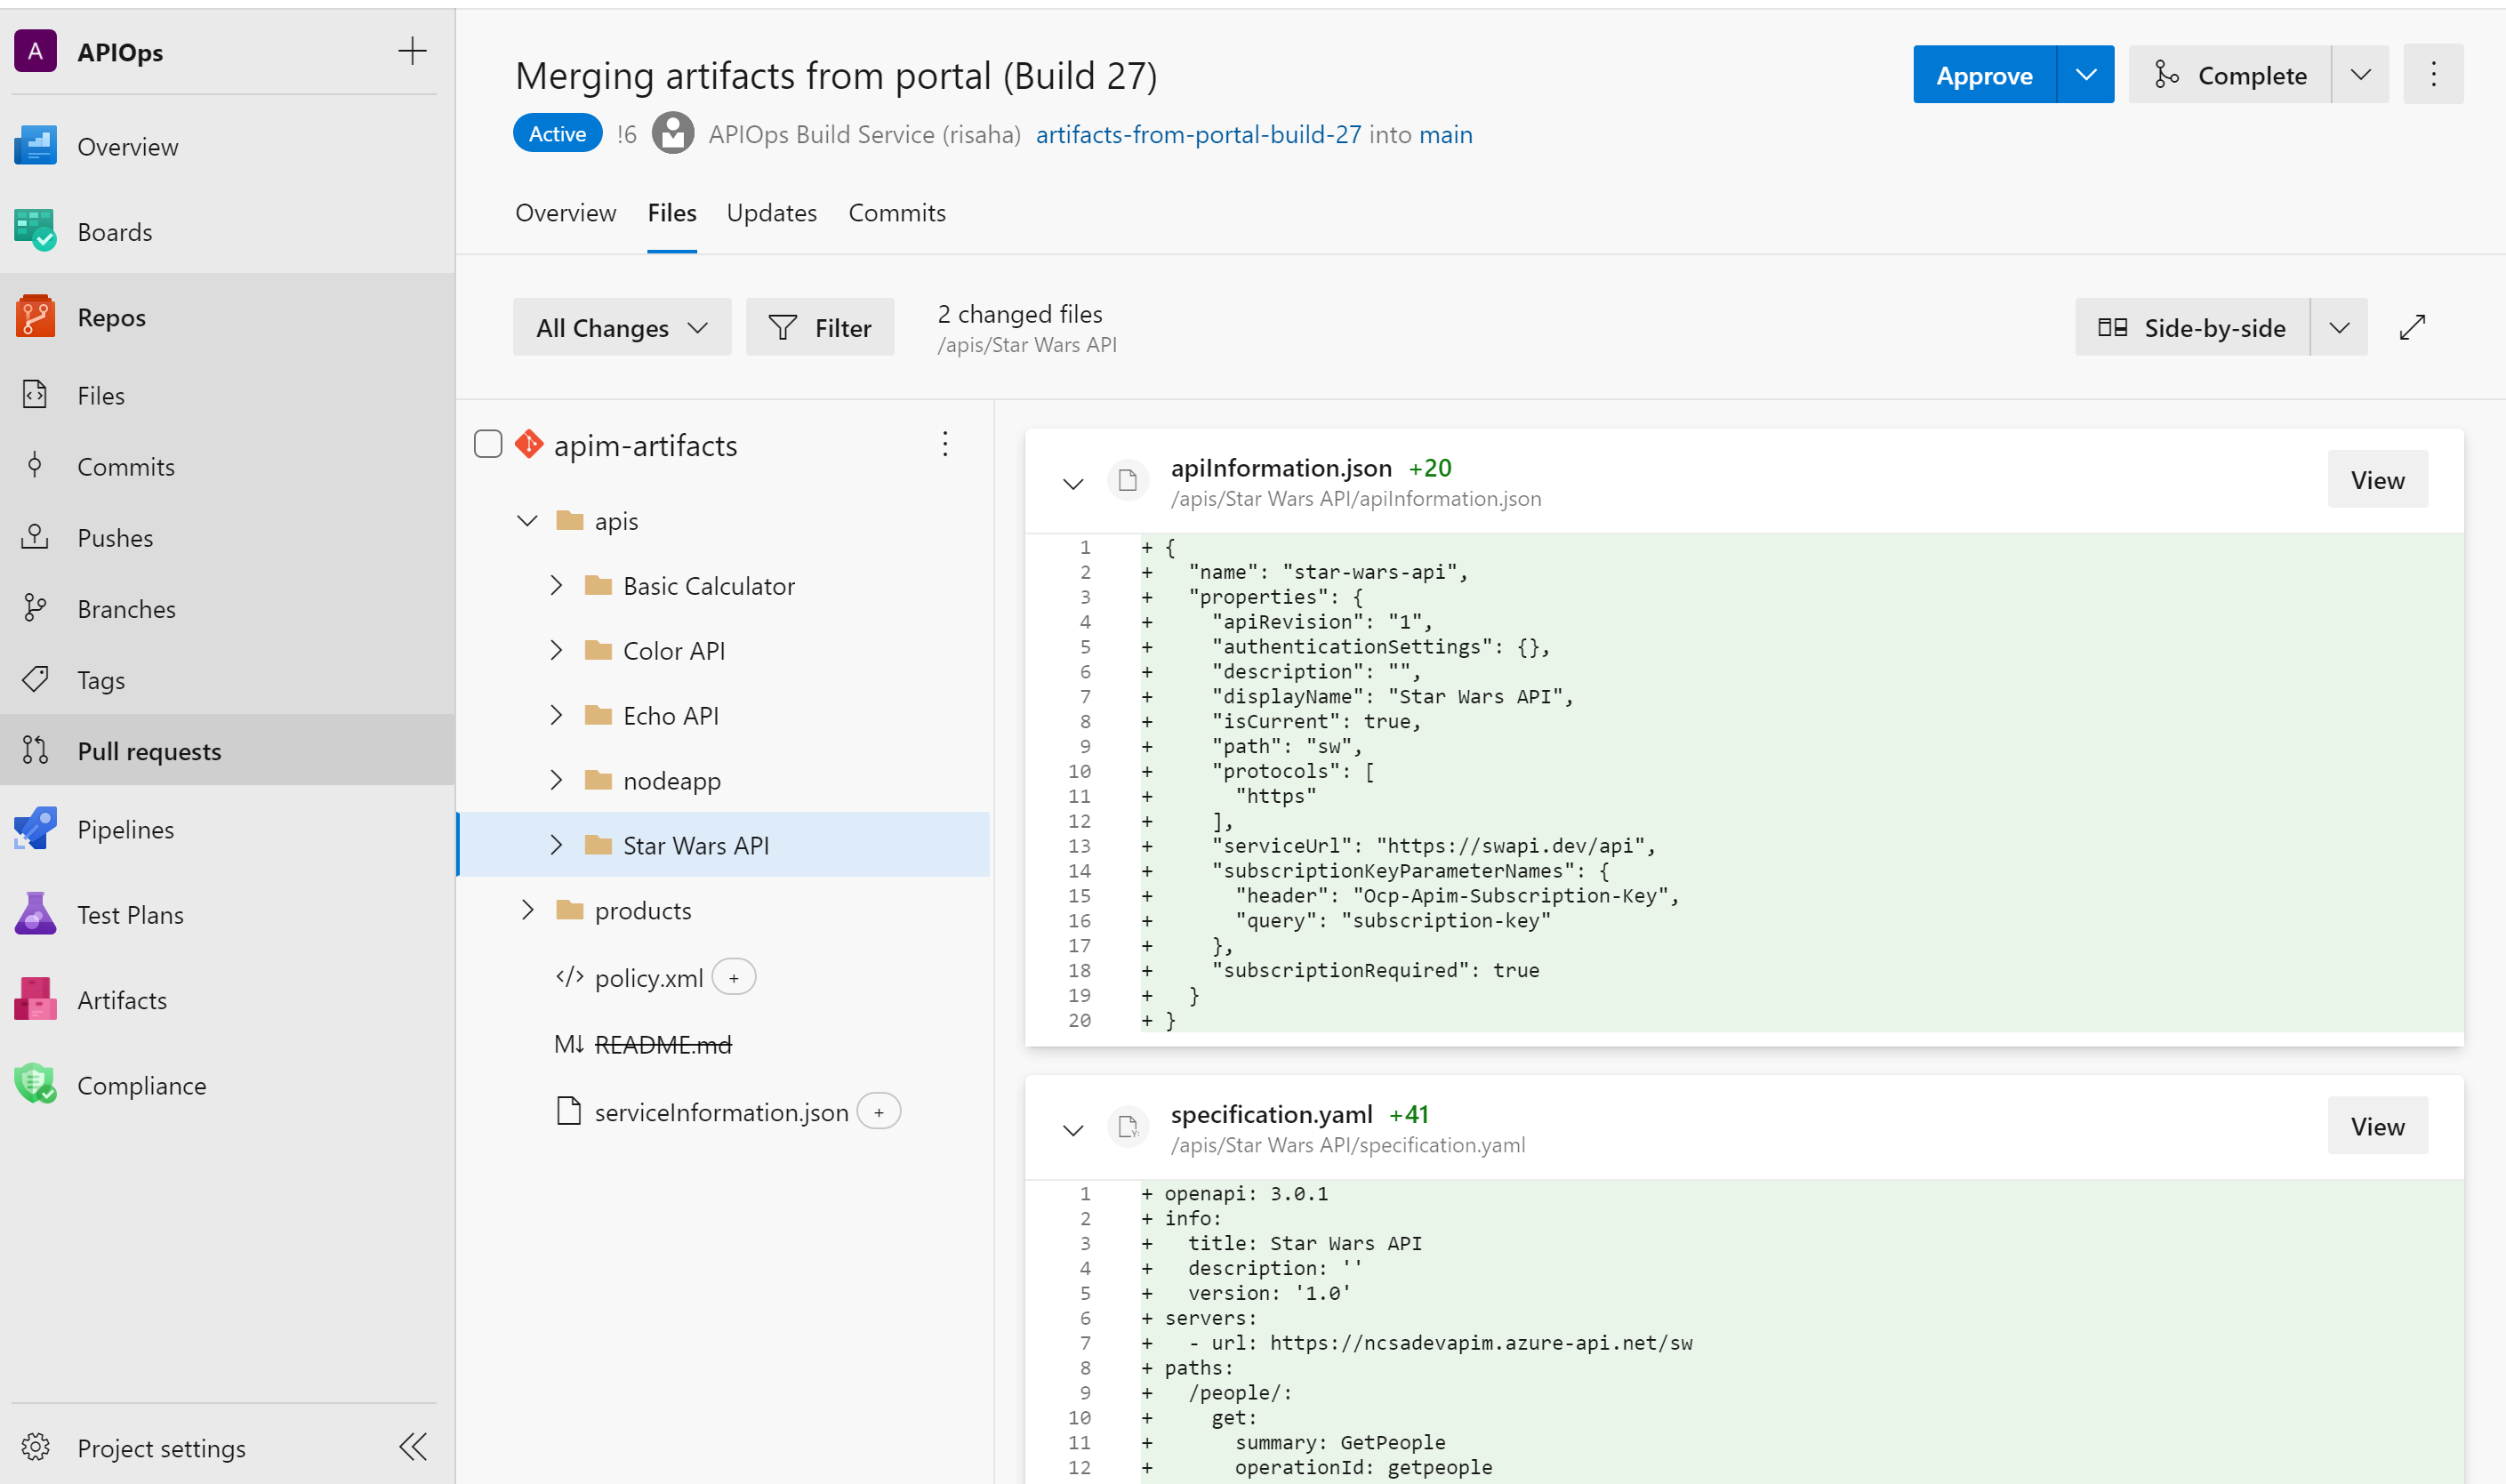 A APIOps
Overview
Boards
Repos
Files
Commits
Pushes
Branches
Tags
Pull requests
Pipelines
Test Plans
Artifacts
Compliance
Project settings
Merging artifacts from portal (Build 27)
Approve
Complete
Active !6 APIOps Build Service (risaha) artifacts-from-portal-build-27 into main
Overview Files Updates Commits
All Changes
Filter
2 changed files
/apis/Star Wars API
Side-by-side
apim-artifacts
apis
Basic Calculator
Color API
Echo API
nodeapp
Star Wars API
products
</> policy.xml +
M↓ README.md
serviceInformation.json +
apiInformation.json +20
/apis/Star Wars API/apiInformation.json
View
1 + {
2 +   "name": "star-wars-api",
3 +   "properties": {
4 +     "apiRevision": "1",
5 +     "authenticationSettings": {},
6 +     "description": "",
7 +     "displayName": "Star Wars API",
8 +     "isCurrent": true,
9 +     "path": "sw",
10 +     "protocols": [
11 +       "https"
12 +     ],
13 +     "serviceUrl": "https://swapi.dev/api",
14 +     "subscriptionKeyParameterNames": {
15 +       "header": "Ocp-Apim-Subscription-Key",
16 +       "query": "subscription-key"
17 +     },
18 +     "subscriptionRequired": true
19 +   }
20 + }
specification.yaml +41
/apis/Star Wars API/specification.yaml
View
1 + openapi: 3.0.1
2 + info:
3 +   title: Star Wars API
4 +   description: ''
5 +   version: '1.0'
6 + servers:
7 +   - url: https://ncsadevapim.azure-api.net/sw
8 + paths:
9 +   /people/:
10 +     get:
11 +       summary: GetPeople
12 +       operationId: getpeople